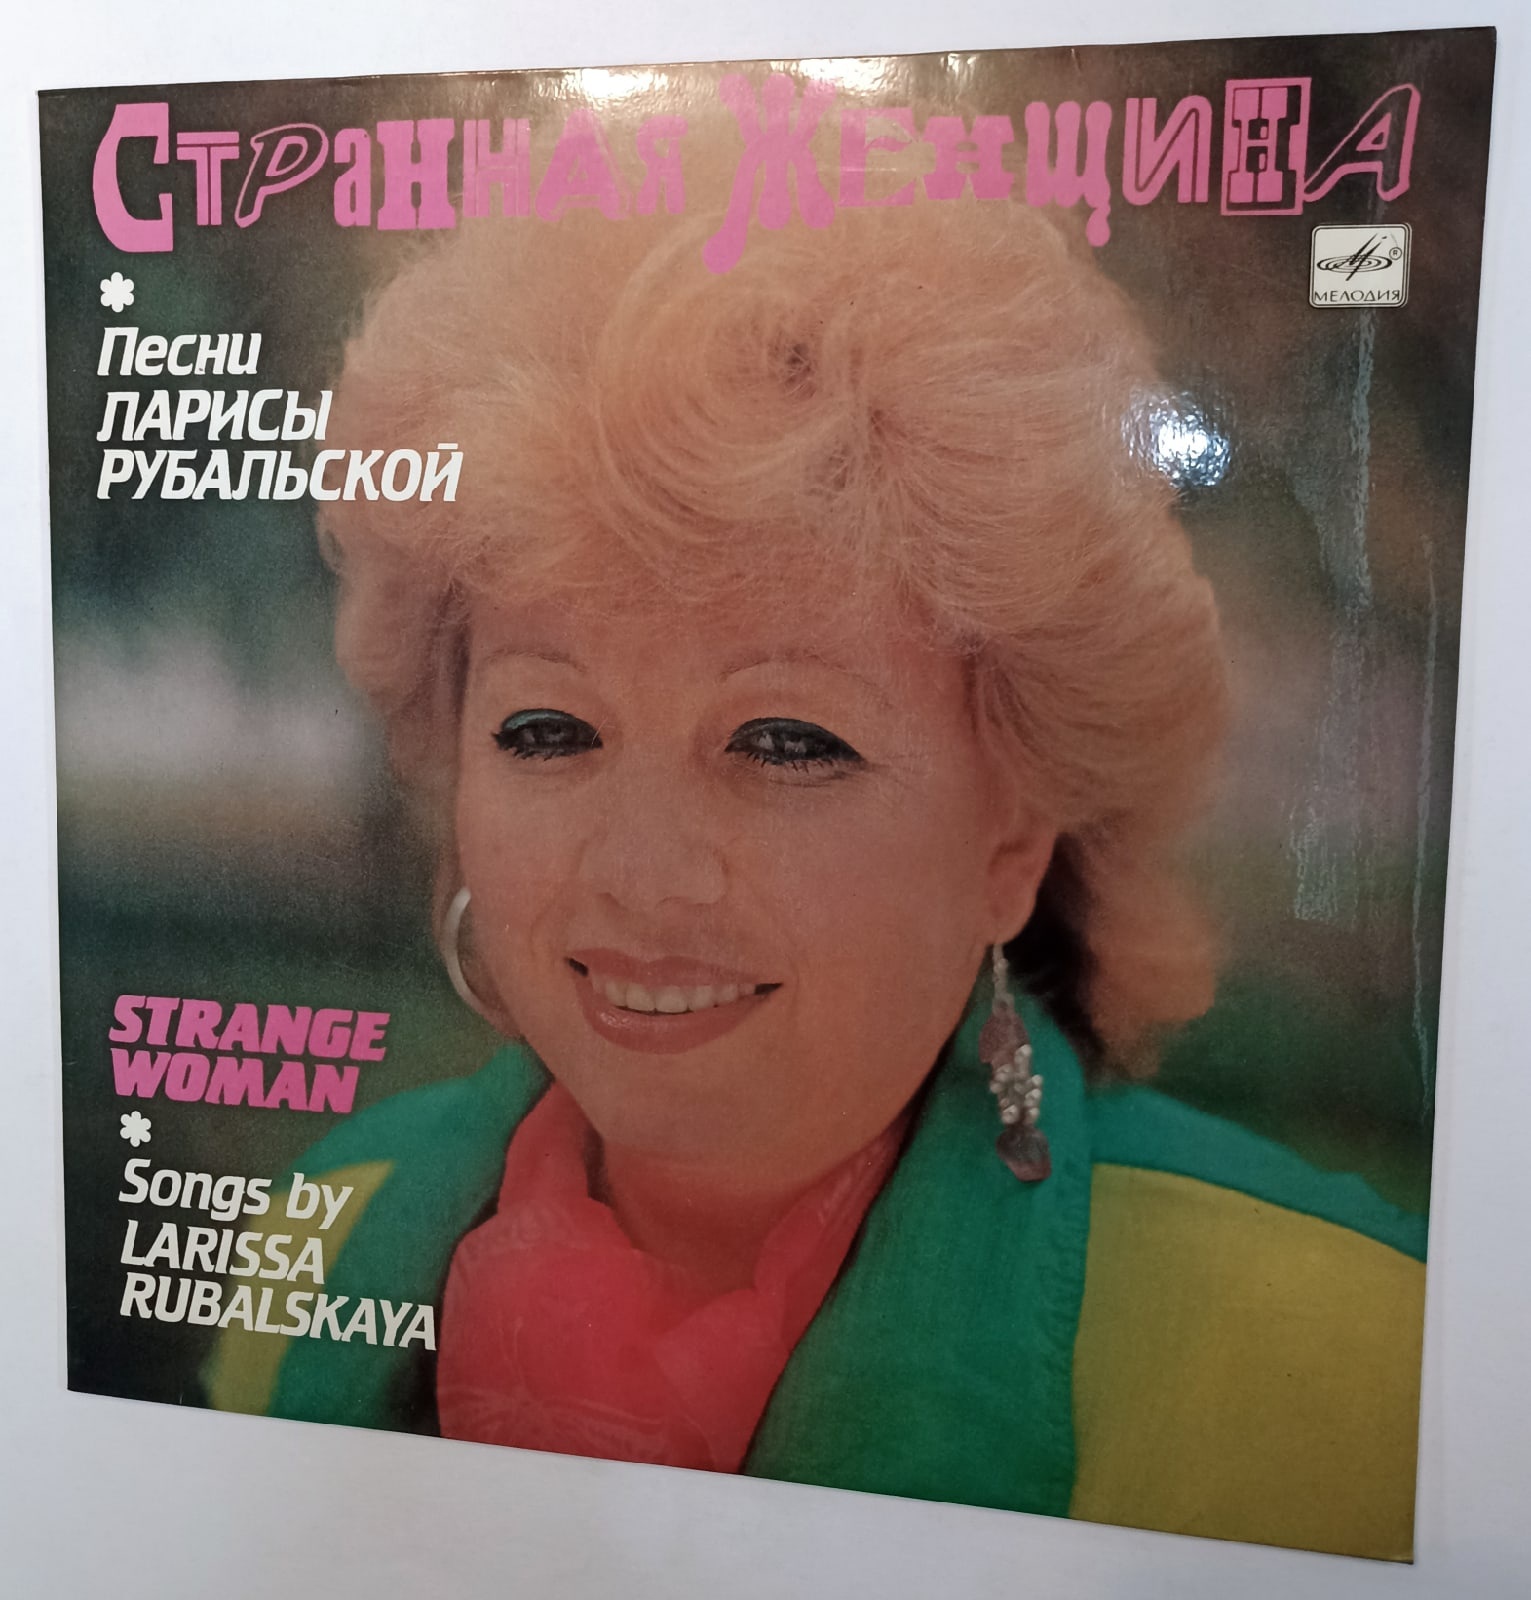 Странная Женщина
МЕЛОДИЯ
®
Песни
ЛАРИСЫ
РУБАЛЬСКОЙ
STRANGE
WOMAN
Songs by
LARISSA
RUBALSKAYA